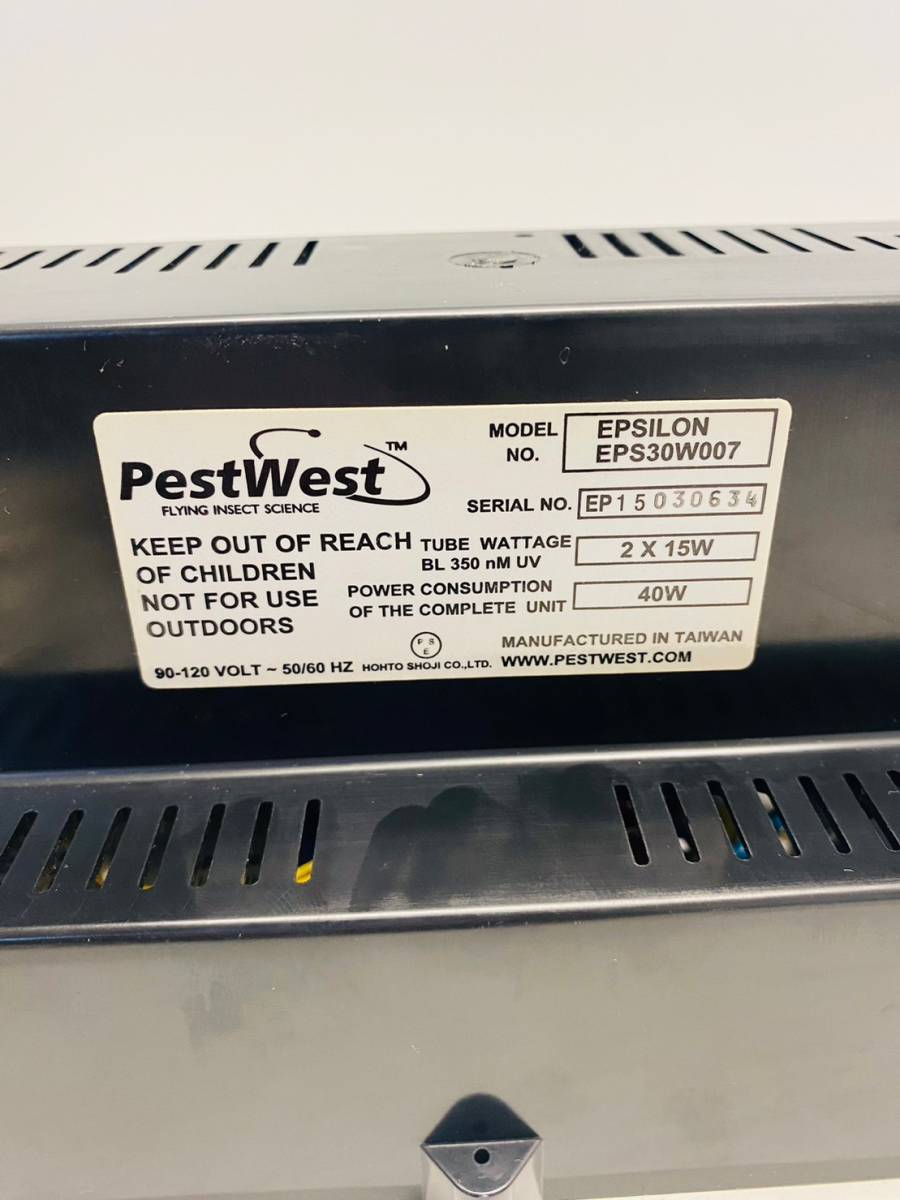 PestWest™
FLYING INSECT SCIENCE
MODEL NO.
EPSILON
EPS30W007
SERIAL NO. EP15030634
KEEP OUT OF REACH
OF CHILDREN
NOT FOR USE
OUTDOORS
TUBE WATTAGE
BL 350 nM UV
2 X 15W
POWER CONSUMPTION
OF THE COMPLETE UNIT
40W
PSE
MANUFACTURED IN TAIWAN
90-120 VOLT ~ 50/60 HZ HOHTO SHOJI CO.,LTD. WWW.PESTWEST.COM